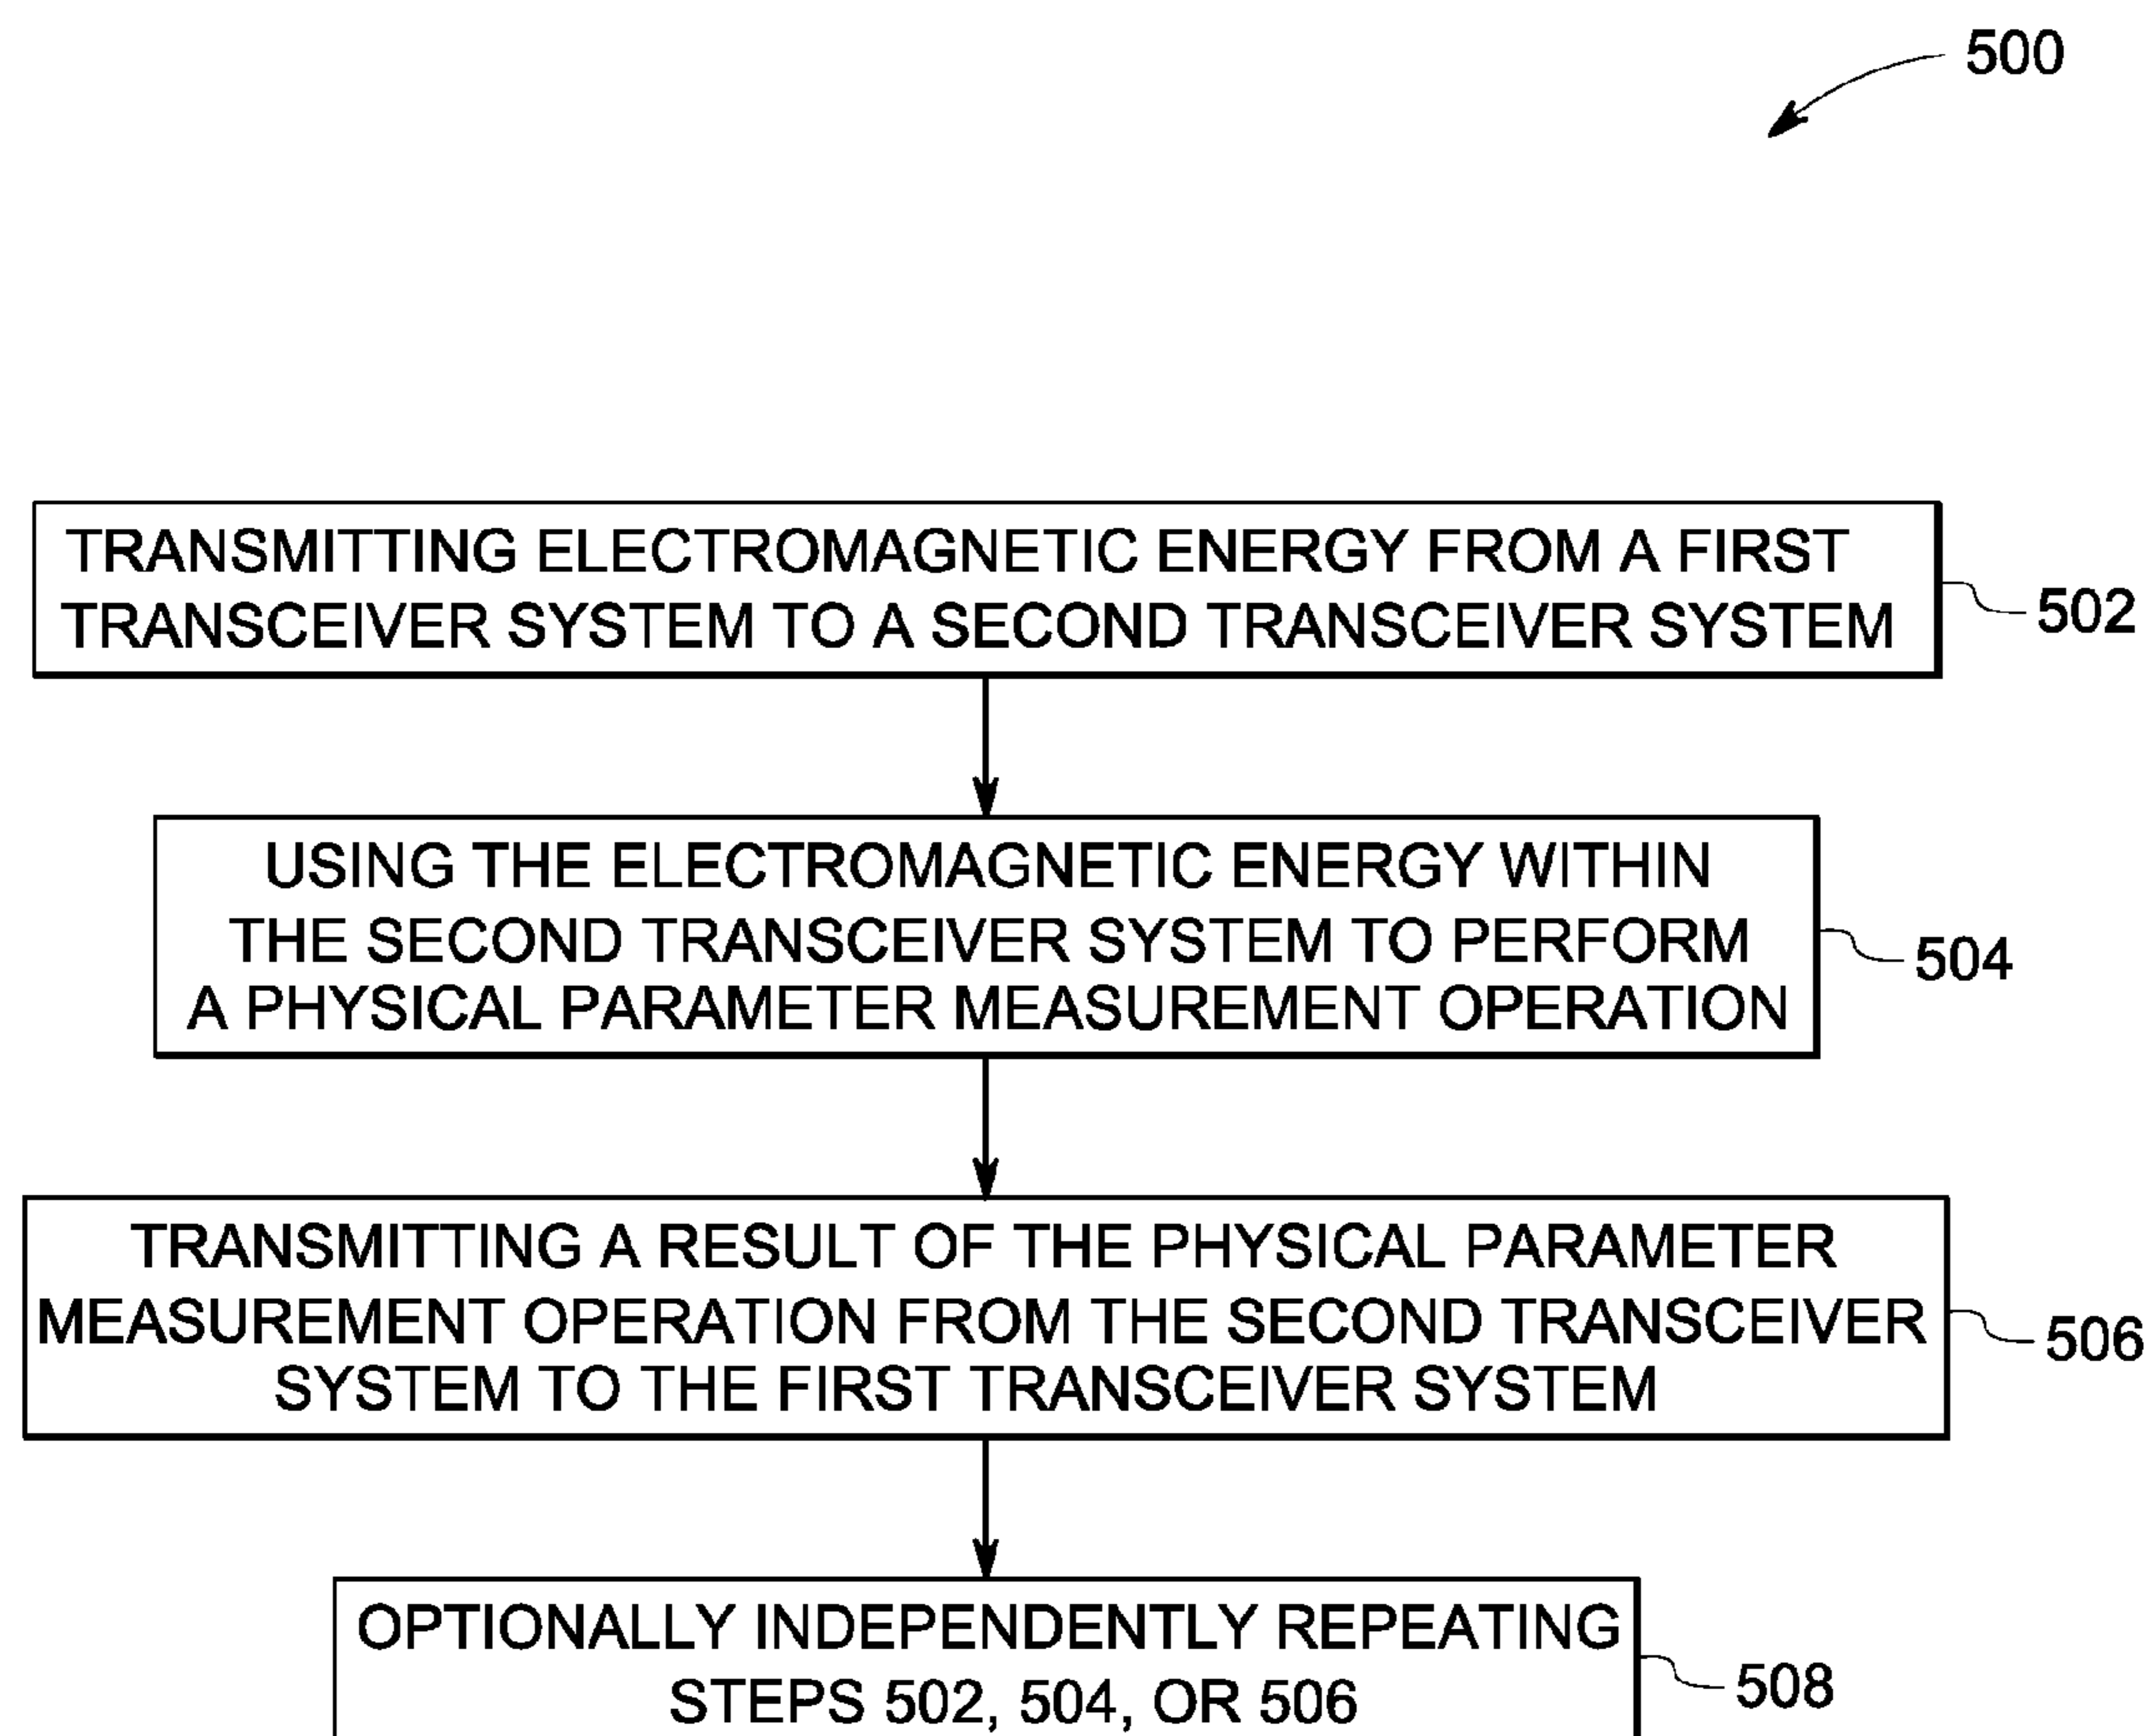 500
TRANSMITTING ELECTROMAGNETIC ENERGY FROM A FIRST
TRANSCEIVER SYSTEM TO A SECOND TRANSCEIVER SYSTEM
502
USING THE ELECTROMAGNETIC ENERGY WITHIN
THE SECOND TRANSCEIVER SYSTEM TO PERFORM
A PHYSICAL PARAMETER MEASUREMENT OPERATION
504
TRANSMITTING A RESULT OF THE PHYSICAL PARAMETER
MEASUREMENT OPERATION FROM THE SECOND TRANSCEIVER
SYSTEM TO THE FIRST TRANSCEIVER SYSTEM
506
OPTIONALLY INDEPENDENTLY REPEATING
STEPS 502, 504, OR 506
508